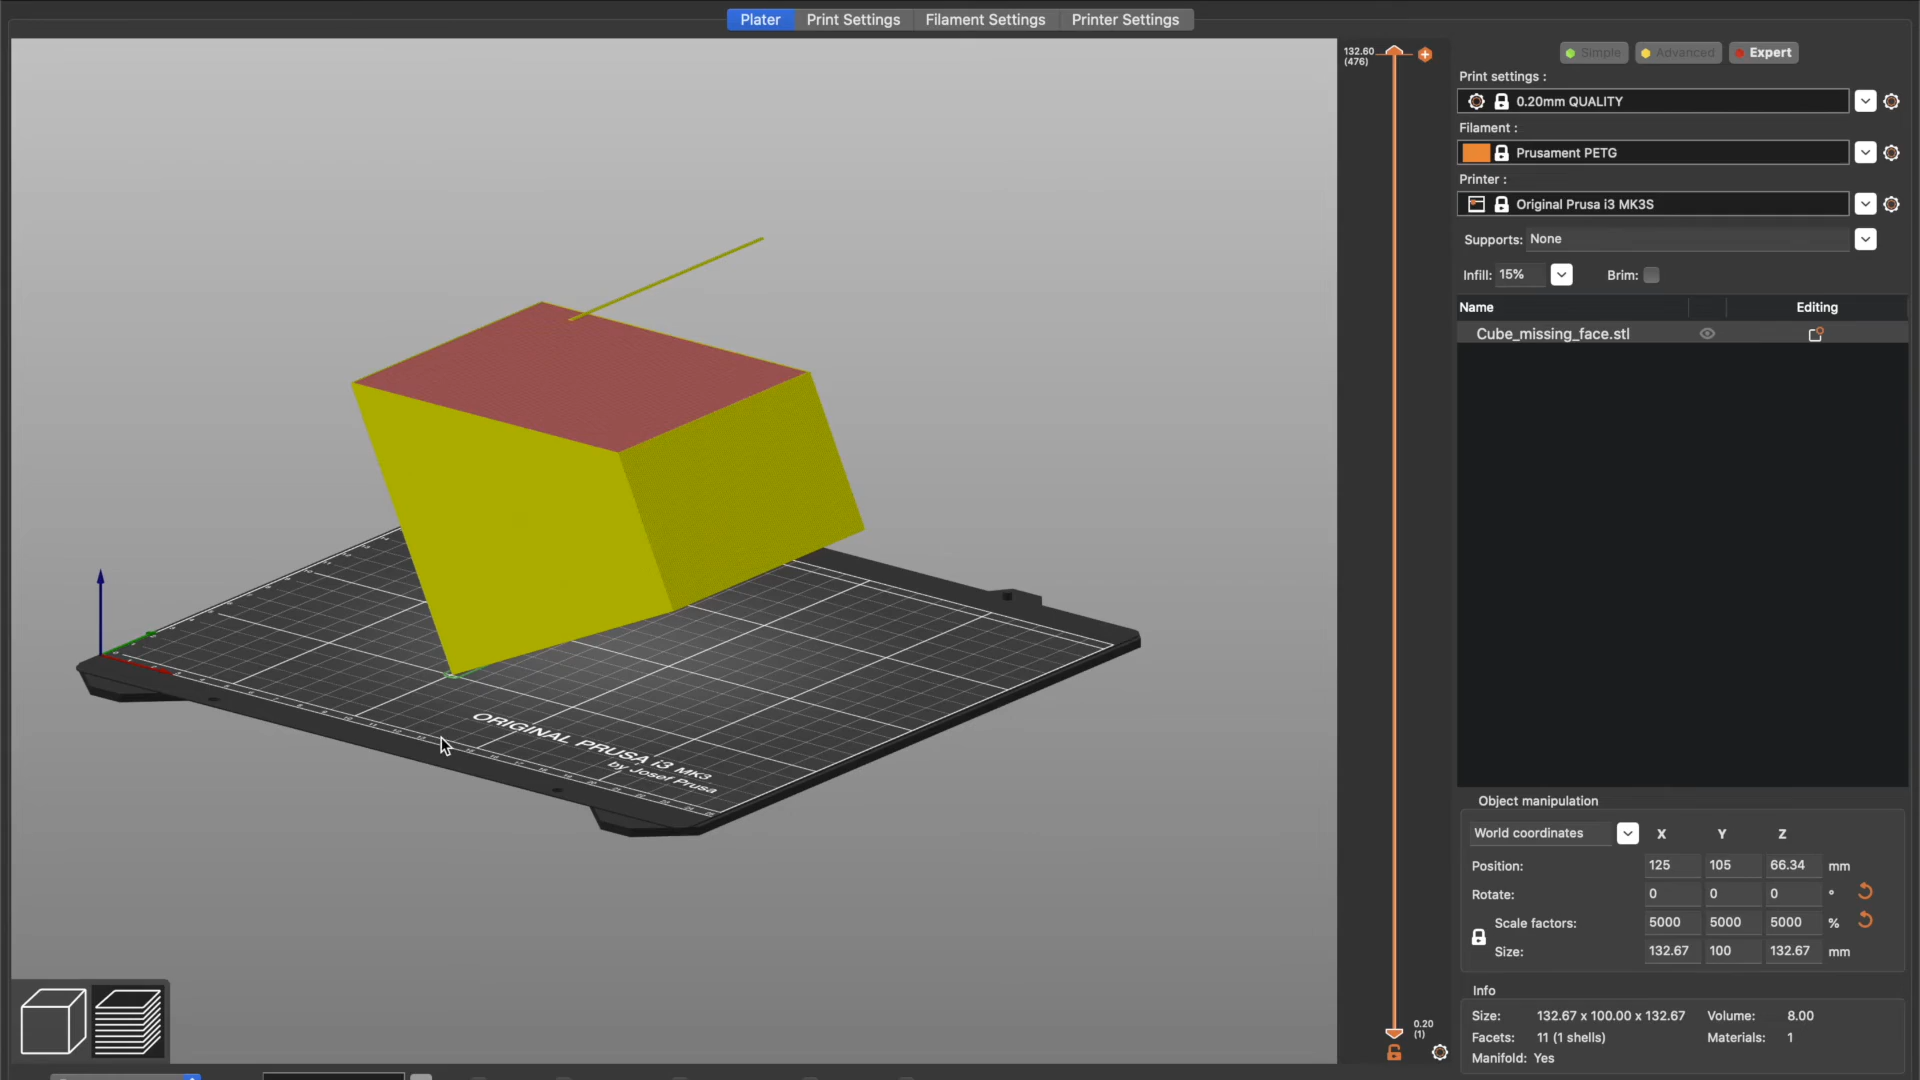 Plater Print Settings Filament Settings Printer Settings
132.60
(476)
Simple Advanced Expert
Print settings :
0.20mm QUALITY
Filament :
Prusament PETG
Printer :
Original Prusa i3 MK3S
Supports: None
Infill: 15% Brim:
Name Editing
Cube_missing_face.stl
ORIGINAL PRUSA i3 MK3
by Josef Prusa
Object manipulation
World coordinates X Y Z
Position: 125 105 66.34 mm
Rotate: 0 0 0 °
Scale factors: 5000 5000 5000 %
Size: 132.67 100 132.67 mm
Info
Size: 132.67 x 100.00 x 132.67 Volume: 8.00
Facets: 11 (1 shells) Materials: 1
Manifold: Yes
0.20
(1)